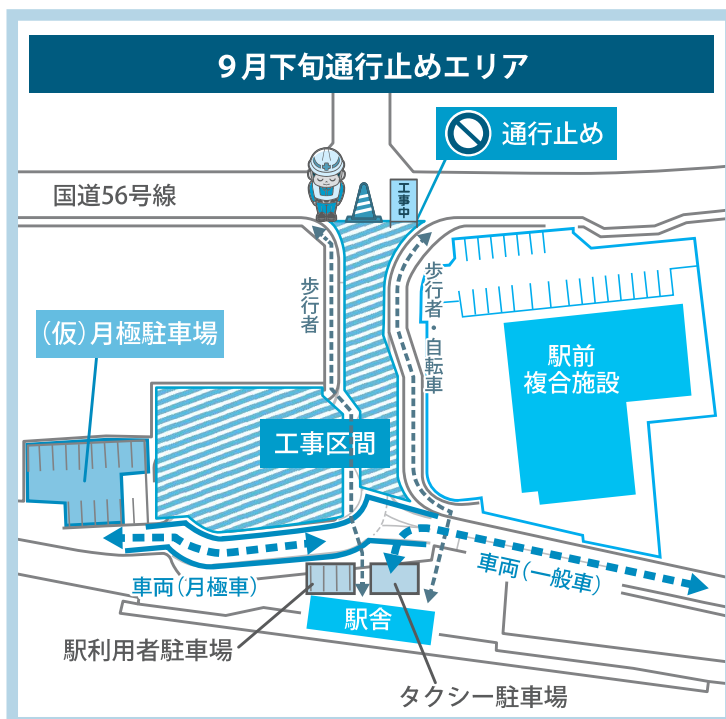 ９月下旬通行止めエリア
通行止め
国道56号線
工事中
歩行者
歩行者・自転車
(仮)月極駐車場
駅前
複合施設
工事区間
車両(月極車)
車両(一般車)
駅舎
駅利用者駐車場
タクシー駐車場